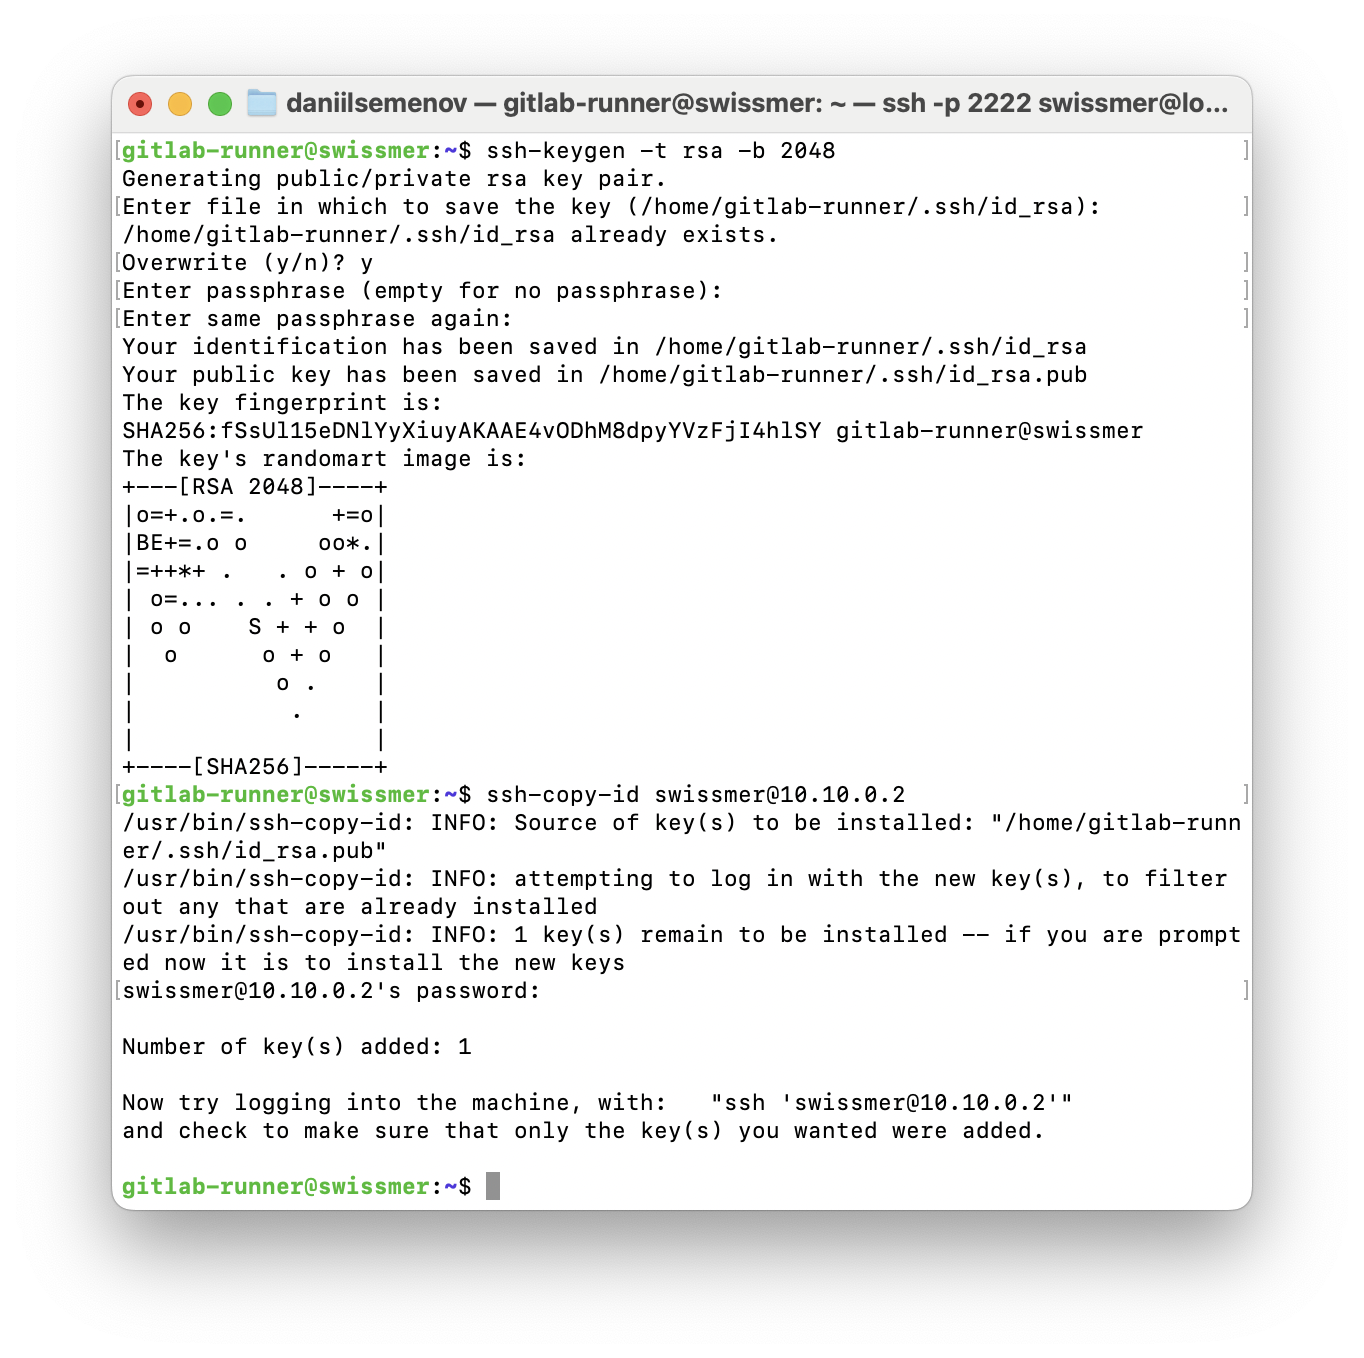 daniilsemenov — gitlab-runner@swissmer: ~ — ssh -p 2222 swissmer@lo...
gitlab-runner@swissmer:~$ ssh-keygen -t rsa -b 2048
Generating public/private rsa key pair.
Enter file in which to save the key (/home/gitlab-runner/.ssh/id_rsa):
/home/gitlab-runner/.ssh/id_rsa already exists.
Overwrite (y/n)? y
Enter passphrase (empty for no passphrase):
Enter same passphrase again:
Your identification has been saved in /home/gitlab-runner/.ssh/id_rsa
Your public key has been saved in /home/gitlab-runner/.ssh/id_rsa.pub
The key fingerprint is:
SHA256:fSsUl15eDNlYyXiuyAKAAE4vODhM8dpyYVzFjI4hlSY gitlab-runner@swissmer
The key's randomart image is:
+---[RSA 2048]----+
|o=+.o.=.      +=o|
|BE+=.o o     oo*.|
|=++*+ .   . o + o|
| o=... . . + o o |
| o o    S + + o  |
|  o      o + o   |
|          o .    |
|           .     |
|                 |
+----[SHA256]-----+
gitlab-runner@swissmer:~$ ssh-copy-id swissmer@10.10.0.2
/usr/bin/ssh-copy-id: INFO: Source of key(s) to be installed: "/home/gitlab-runn
er/.ssh/id_rsa.pub"
/usr/bin/ssh-copy-id: INFO: attempting to log in with the new key(s), to filter
out any that are already installed
/usr/bin/ssh-copy-id: INFO: 1 key(s) remain to be installed -- if you are prompt
ed now it is to install the new keys
swissmer@10.10.0.2's password:
Number of key(s) added: 1
Now try logging into the machine, with:   "ssh 'swissmer@10.10.0.2'"
and check to make sure that only the key(s) you wanted were added.
gitlab-runner@swissmer:~$